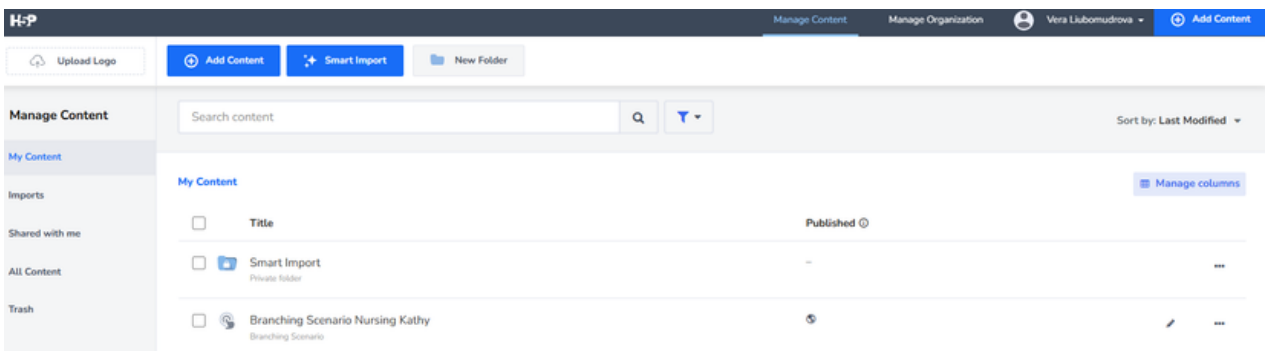 H5P Manage Content Manage Organization Vera Liubomudrova Add Content
Upload Logo Add Content Smart Import New Folder
Manage Content Search content Sort by: Last Modified
My Content
Imports
Shared with me
All Content
Trash
My Content Manage columns
Title Published
Smart Import –
Private folder
Branching Scenario Nursing Kathy
Branching Scenario